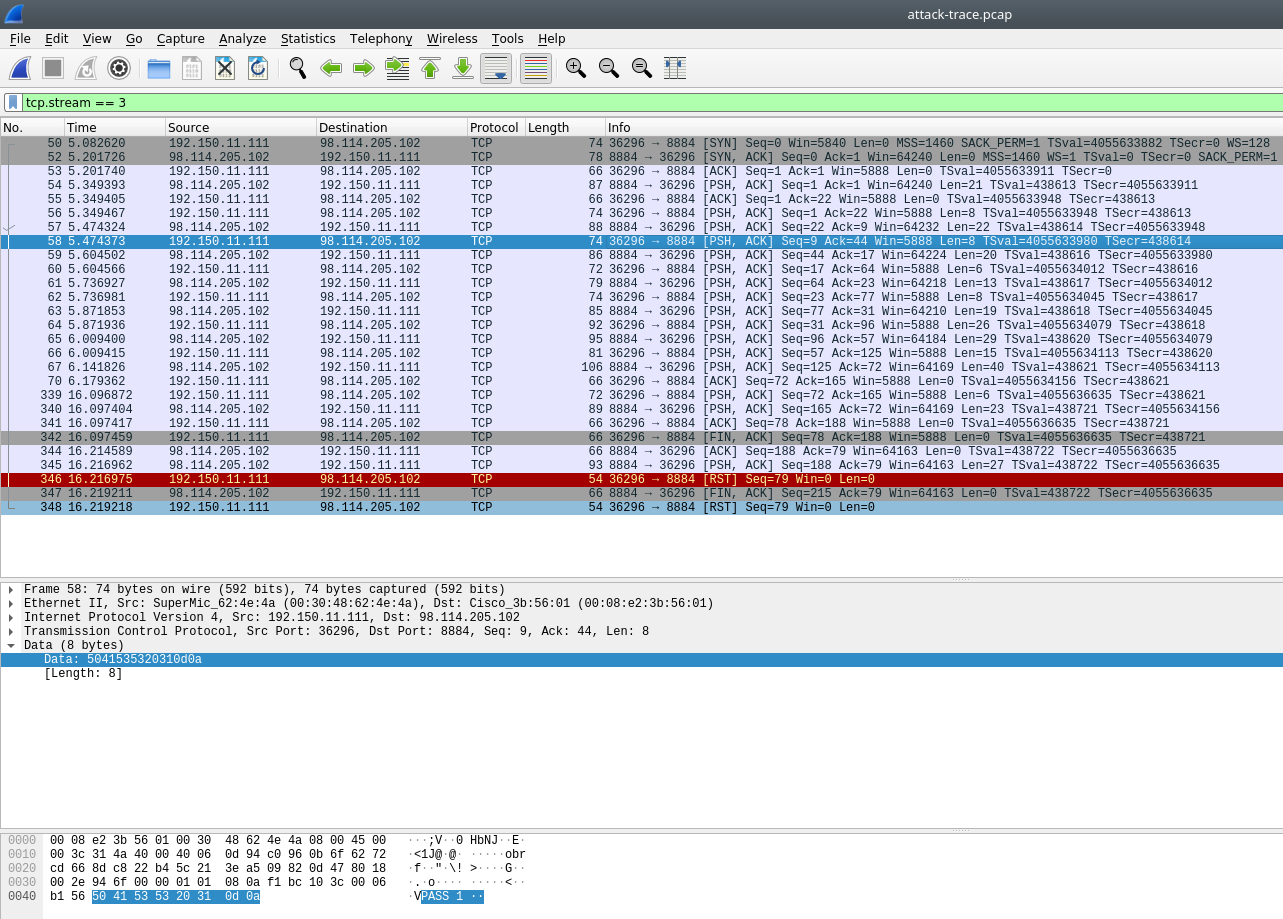 attack-trace.pcap
File Edit View Go Capture Analyze Statistics Telephony Wireless Tools Help
tcp.stream == 3
No. Time Source Destination Protocol Length Info
50 5.082620 192.150.11.111 98.114.205.102 TCP 74 36296 → 8884 [SYN] Seq=0 Win=5840 Len=0 MSS=1460 SACK_PERM=1 TSval=4055633882 TSecr=0 WS=128
52 5.201726 98.114.205.102 192.150.11.111 TCP 78 8884 → 36296 [SYN, ACK] Seq=0 Ack=1 Win=64240 Len=0 MSS=1460 WS=1 TSval=0 TSecr=0 SACK_PERM=1
53 5.201740 192.150.11.111 98.114.205.102 TCP 66 36296 → 8884 [ACK] Seq=1 Ack=1 Win=5888 Len=0 TSval=4055633911 TSecr=0
54 5.349393 98.114.205.102 192.150.11.111 TCP 87 8884 → 36296 [PSH, ACK] Seq=1 Ack=1 Win=64240 Len=21 TSval=438613 TSecr=4055633911
55 5.349405 192.150.11.111 98.114.205.102 TCP 66 36296 → 8884 [ACK] Seq=1 Ack=22 Win=5888 Len=0 TSval=4055633948 TSecr=438613
56 5.349467 192.150.11.111 98.114.205.102 TCP 74 36296 → 8884 [PSH, ACK] Seq=1 Ack=22 Win=5888 Len=8 TSval=4055633948 TSecr=438613
57 5.474324 98.114.205.102 192.150.11.111 TCP 88 8884 → 36296 [PSH, ACK] Seq=22 Ack=9 Win=64232 Len=22 TSval=438614 TSecr=4055633948
58 5.474373 192.150.11.111 98.114.205.102 TCP 74 36296 → 8884 [PSH, ACK] Seq=9 Ack=44 Win=5888 Len=8 TSval=4055633980 TSecr=438614
59 5.604502 98.114.205.102 192.150.11.111 TCP 86 8884 → 36296 [PSH, ACK] Seq=44 Ack=17 Win=64224 Len=20 TSval=438616 TSecr=4055633980
60 5.604566 192.150.11.111 98.114.205.102 TCP 72 36296 → 8884 [PSH, ACK] Seq=17 Ack=64 Win=5888 Len=6 TSval=4055634012 TSecr=438616
61 5.736927 98.114.205.102 192.150.11.111 TCP 79 8884 → 36296 [PSH, ACK] Seq=64 Ack=23 Win=64218 Len=13 TSval=438617 TSecr=4055634012
62 5.736981 192.150.11.111 98.114.205.102 TCP 74 36296 → 8884 [PSH, ACK] Seq=23 Ack=77 Win=5888 Len=8 TSval=4055634045 TSecr=438617
63 5.871853 98.114.205.102 192.150.11.111 TCP 85 8884 → 36296 [PSH, ACK] Seq=77 Ack=31 Win=64210 Len=19 TSval=438618 TSecr=4055634045
64 5.871936 192.150.11.111 98.114.205.102 TCP 92 36296 → 8884 [PSH, ACK] Seq=31 Ack=96 Win=5888 Len=26 TSval=4055634079 TSecr=438618
65 6.009400 98.114.205.102 192.150.11.111 TCP 95 8884 → 36296 [PSH, ACK] Seq=96 Ack=57 Win=64184 Len=29 TSval=438620 TSecr=4055634079
66 6.009415 192.150.11.111 98.114.205.102 TCP 81 36296 → 8884 [PSH, ACK] Seq=57 Ack=125 Win=5888 Len=15 TSval=4055634113 TSecr=438620
67 6.141826 98.114.205.102 192.150.11.111 TCP 106 8884 → 36296 [PSH, ACK] Seq=125 Ack=72 Win=64169 Len=40 TSval=438621 TSecr=4055634113
70 6.179362 192.150.11.111 98.114.205.102 TCP 66 36296 → 8884 [ACK] Seq=72 Ack=165 Win=5888 Len=0 TSval=4055634156 TSecr=438621
339 16.096872 192.150.11.111 98.114.205.102 TCP 72 36296 → 8884 [PSH, ACK] Seq=72 Ack=165 Win=5888 Len=6 TSval=4055636635 TSecr=438621
340 16.097404 98.114.205.102 192.150.11.111 TCP 89 8884 → 36296 [PSH, ACK] Seq=165 Ack=72 Win=64169 Len=23 TSval=438721 TSecr=4055634156
341 16.097417 192.150.11.111 98.114.205.102 TCP 66 36296 → 8884 [ACK] Seq=78 Ack=188 Win=5888 Len=0 TSval=4055636635 TSecr=438721
342 16.097459 192.150.11.111 98.114.205.102 TCP 66 36296 → 8884 [FIN, ACK] Seq=78 Ack=188 Win=5888 Len=0 TSval=4055636635 TSecr=438721
344 16.214589 98.114.205.102 192.150.11.111 TCP 66 8884 → 36296 [ACK] Seq=188 Ack=79 Win=64163 Len=0 TSval=438722 TSecr=4055636635
345 16.216962 98.114.205.102 192.150.11.111 TCP 93 8884 → 36296 [PSH, ACK] Seq=188 Ack=79 Win=64163 Len=27 TSval=438722 TSecr=4055636635
346 16.216975 192.150.11.111 98.114.205.102 TCP 54 36296 → 8884 [RST] Seq=79 Win=0 Len=0
347 16.219211 98.114.205.102 192.150.11.111 TCP 66 8884 → 36296 [FIN, ACK] Seq=215 Ack=79 Win=64163 Len=0 TSval=438722 TSecr=4055636635
348 16.219218 192.150.11.111 98.114.205.102 TCP 54 36296 → 8884 [RST] Seq=79 Win=0 Len=0
Frame 58: 74 bytes on wire (592 bits), 74 bytes captured (592 bits)
Ethernet II, Src: SuperMic_62:4e:4a (00:30:48:62:4e:4a), Dst: Cisco_3b:56:01 (00:08:e2:3b:56:01)
Internet Protocol Version 4, Src: 192.150.11.111, Dst: 98.114.205.102
Transmission Control Protocol, Src Port: 36296, Dst Port: 8884, Seq: 9, Ack: 44, Len: 8
Data (8 bytes)
Data: 5041535320310d0a
[Length: 8]
0000 00 08 e2 3b 56 01 00 30 48 62 4e 4a 08 00 45 00 ···;V··0 HbNJ··E·
0010 00 3c 31 4a 40 00 40 06 0d 94 c0 96 0b 6f 62 72 ·<1J@·@· ·····obr
0020 cd 66 8d c8 22 b4 5c 21 3e a5 09 82 0d 47 80 18 ·f··"·\! >····G··
0030 00 2e 94 6f 00 00 01 01 08 0a f1 bc 10 3c 00 06 ·.·o···· ·····<··
0040 b1 56 50 41 53 53 20 31 0d 0a ·VPASS 1 ··